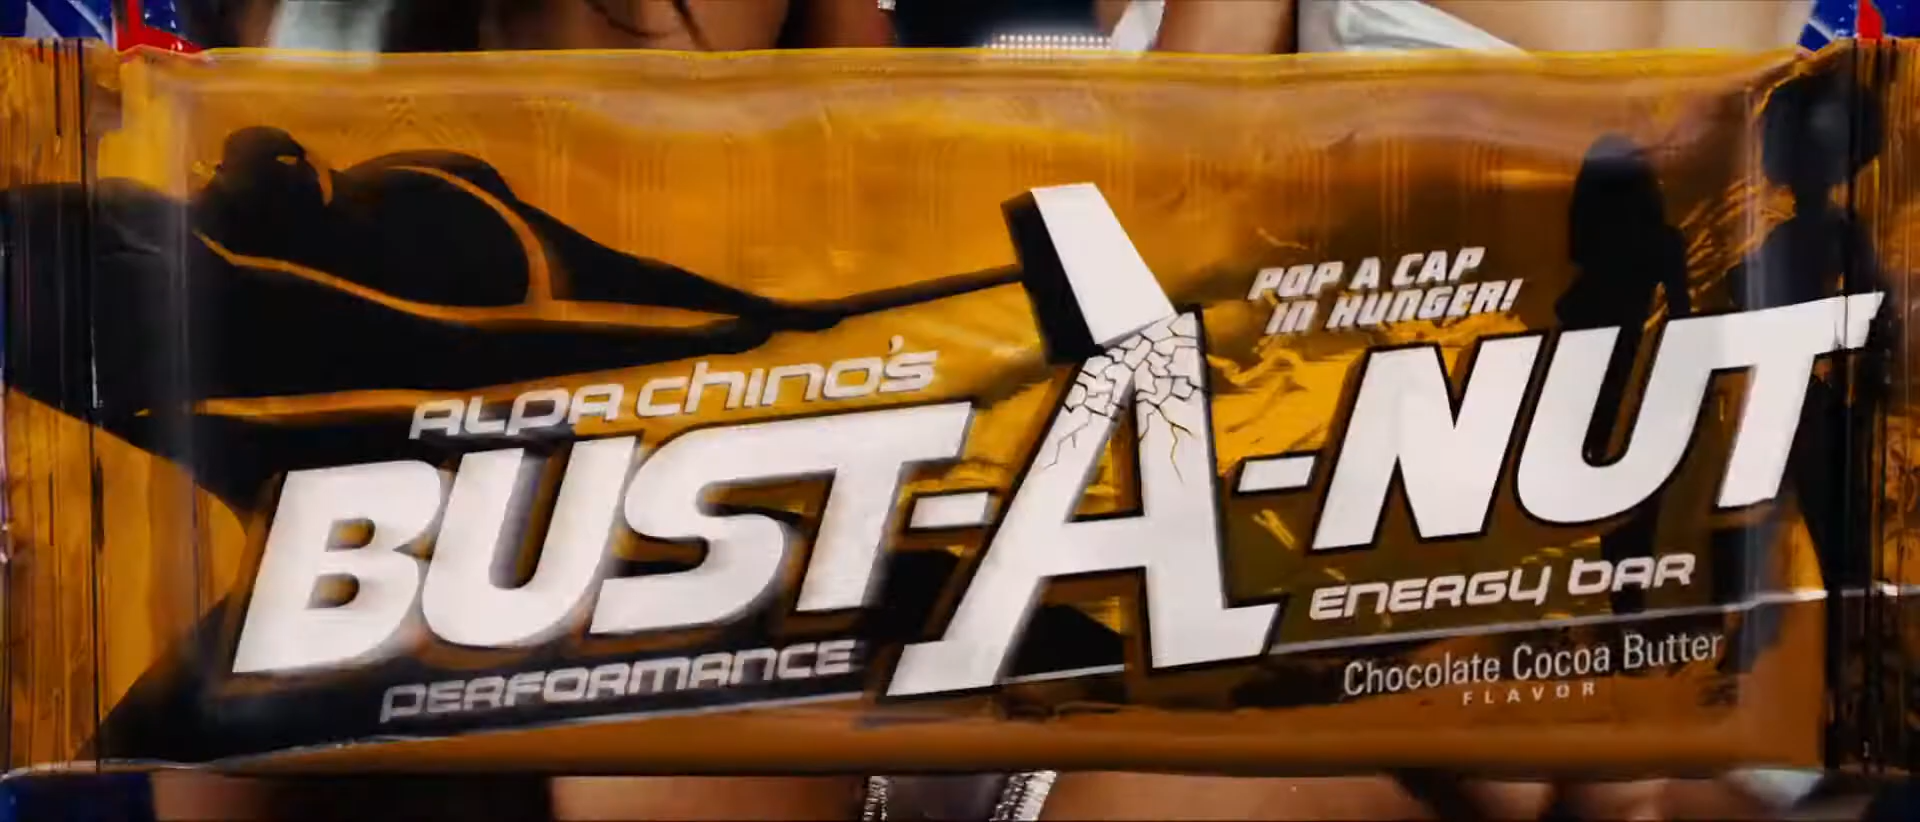 POP A CAP
IN HUNGER!
ALPA CHINO'S
BUST-A-NUT
PERFORMANCE
ENERGY BAR
Chocolate Cocoa Butter
FLAVOR